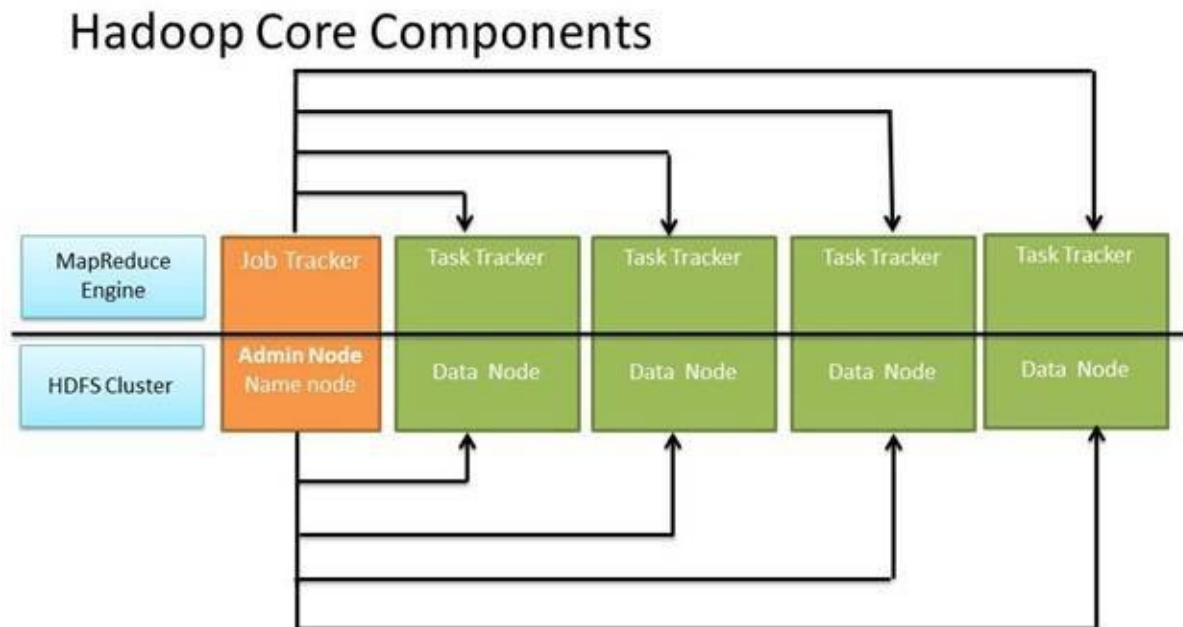 Hadoop Core Components
MapReduce
Engine
Job Tracker
Task Tracker
Task Tracker
Task Tracker
Task Tracker
HDFS Cluster
Admin Node
Name node
Data Node
Data Node
Data Node
Data Node